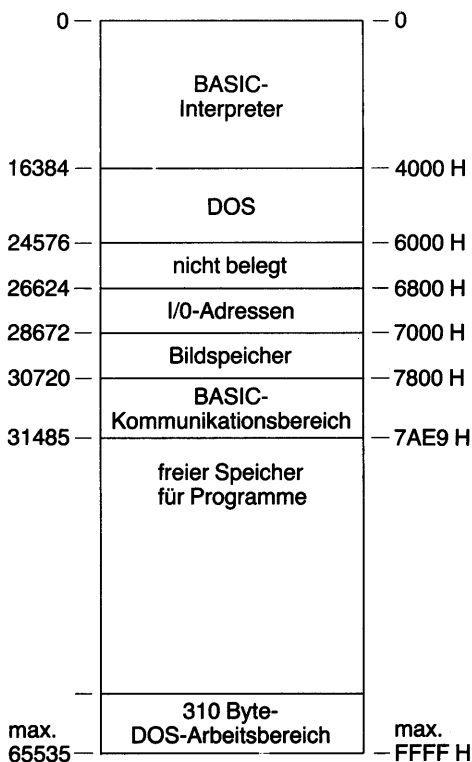 0
0
BASIC-
Interpreter
16384
4000 H
DOS
24576
6000 H
nicht belegt
26624
6800 H
I/0-Adressen
28672
7000 H
Bildspeicher
30720
7800 H
BASIC-
Kommunikationsbereich
31485
7AE9 H
freier Speicher
für Programme
310 Byte-
DOS-Arbeitsbereich
max.
65535
max.
FFFF H